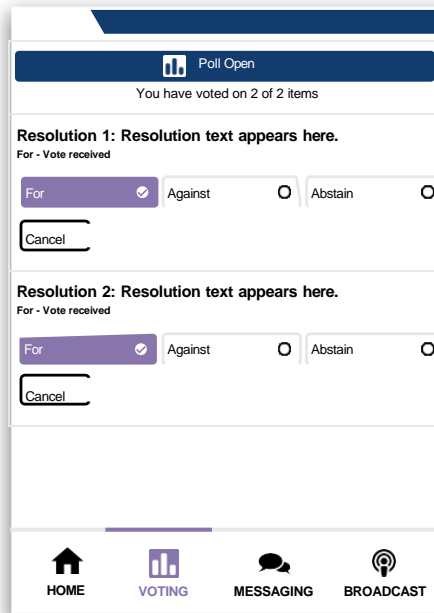 Poll Open
You have voted on 2 of 2 items
Resolution 1: Resolution text appears here.
For - Vote received
For Against Abstain
Cancel
Resolution 2: Resolution text appears here.
For - Vote received
For Against Abstain
Cancel
HOME VOTING MESSAGING BROADCAST